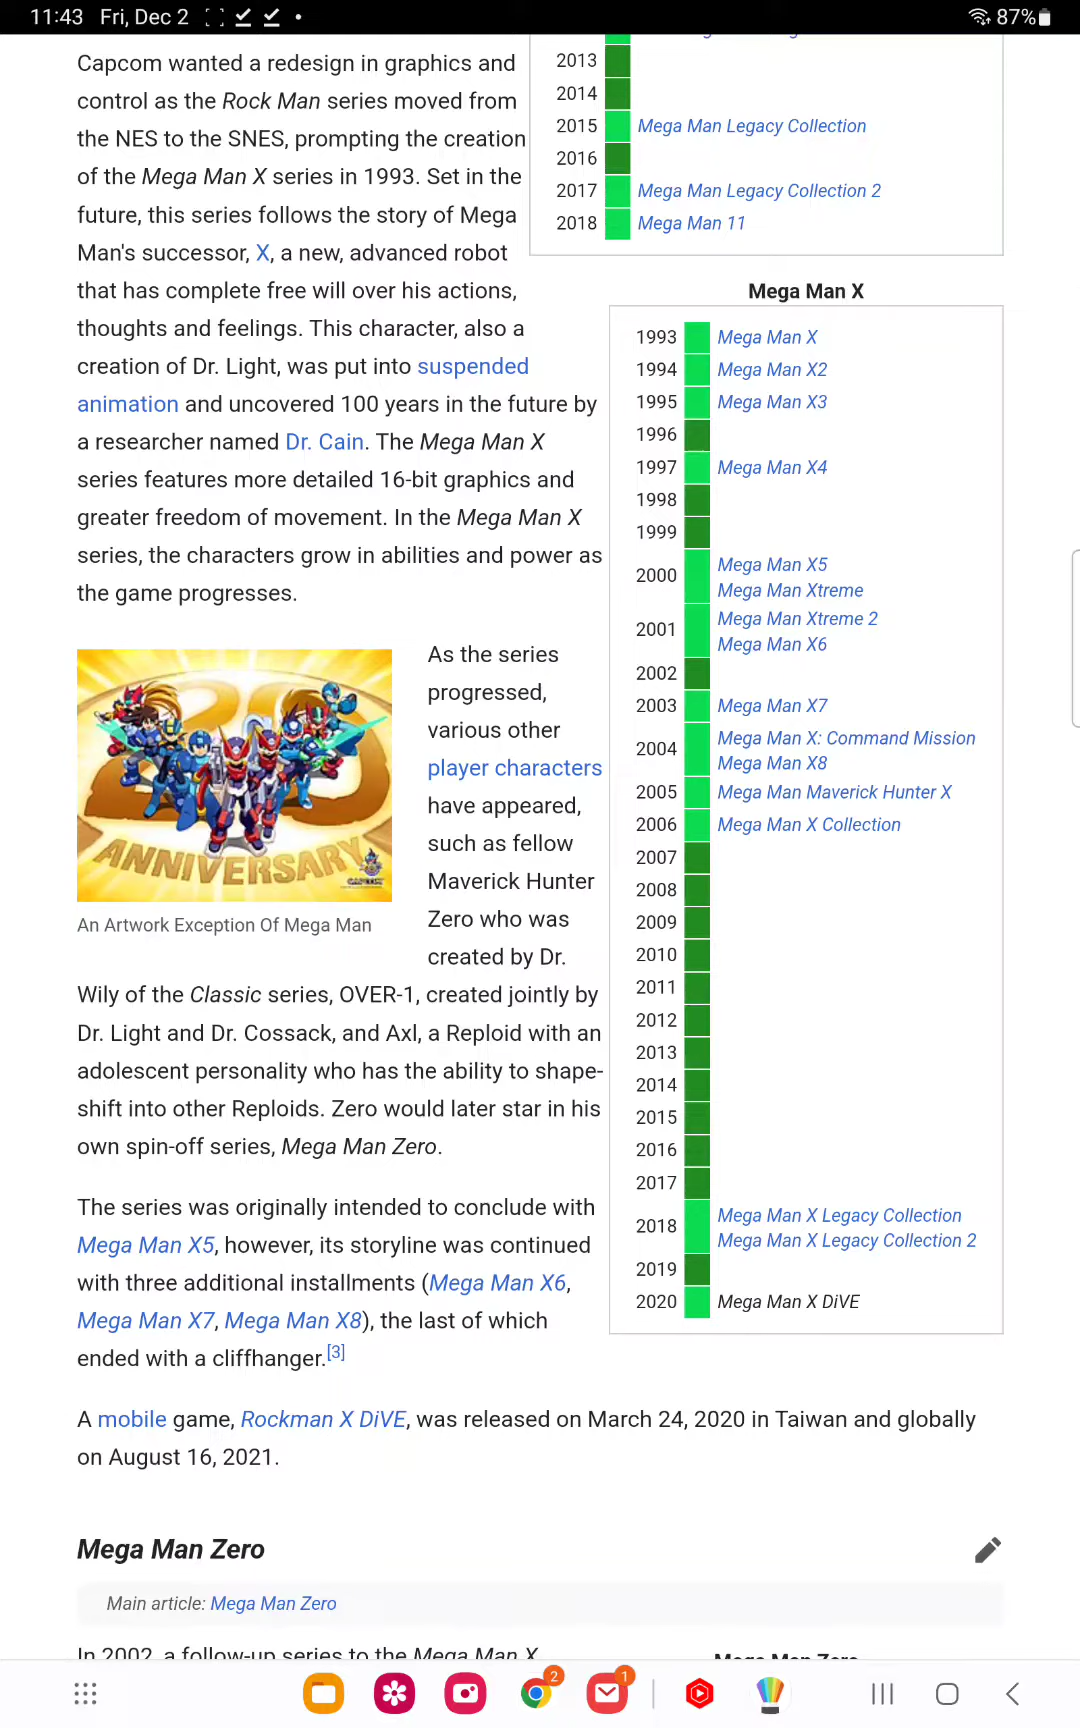 11:43 Fri, Dec 2
87%
Capcom wanted a redesign in graphics and
control as the Rock Man series moved from
the NES to the SNES, prompting the creation
of the Mega Man X series in 1993. Set in the
future, this series follows the story of Mega
Man's successor, X, a new, advanced robot
that has complete free will over his actions,
thoughts and feelings. This character, also a
creation of Dr. Light, was put into suspended
animation and uncovered 100 years in the future by
a researcher named Dr. Cain. The Mega Man X
series features more detailed 16-bit graphics and
greater freedom of movement. In the Mega Man X
series, the characters grow in abilities and power as
the game progresses.
2013
2014
2015 Mega Man Legacy Collection
2016
2017 Mega Man Legacy Collection 2
2018 Mega Man 11
Mega Man X
1993 Mega Man X
1994 Mega Man X2
1995 Mega Man X3
1996
1997 Mega Man X4
1998
1999
2000 Mega Man X5
Mega Man Xtreme
2001 Mega Man Xtreme 2
Mega Man X6
2002
2003 Mega Man X7
2004 Mega Man X: Command Mission
Mega Man X8
2005 Mega Man Maverick Hunter X
2006 Mega Man X Collection
2007
2008
2009
2010
2011
2012
2013
2014
2015
2016
2017
2018 Mega Man X Legacy Collection
Mega Man X Legacy Collection 2
2019
2020 Mega Man X DiVE
20
ANNIVERSARY
CAPCOM
An Artwork Exception Of Mega Man
As the series
progressed,
various other
player characters
have appeared,
such as fellow
Maverick Hunter
Zero who was
created by Dr.
Wily of the Classic series, OVER-1, created jointly by
Dr. Light and Dr. Cossack, and Axl, a Reploid with an
adolescent personality who has the ability to shape-
shift into other Reploids. Zero would later star in his
own spin-off series, Mega Man Zero.
The series was originally intended to conclude with
Mega Man X5, however, its storyline was continued
with three additional installments (Mega Man X6,
Mega Man X7, Mega Man X8), the last of which
ended with a cliffhanger.[3]
A mobile game, Rockman X DiVE, was released on March 24, 2020 in Taiwan and globally
on August 16, 2021.
Mega Man Zero
Main article: Mega Man Zero
In 2002, a follow-up series to the Mega Man X
Mega Man Zero
2
1